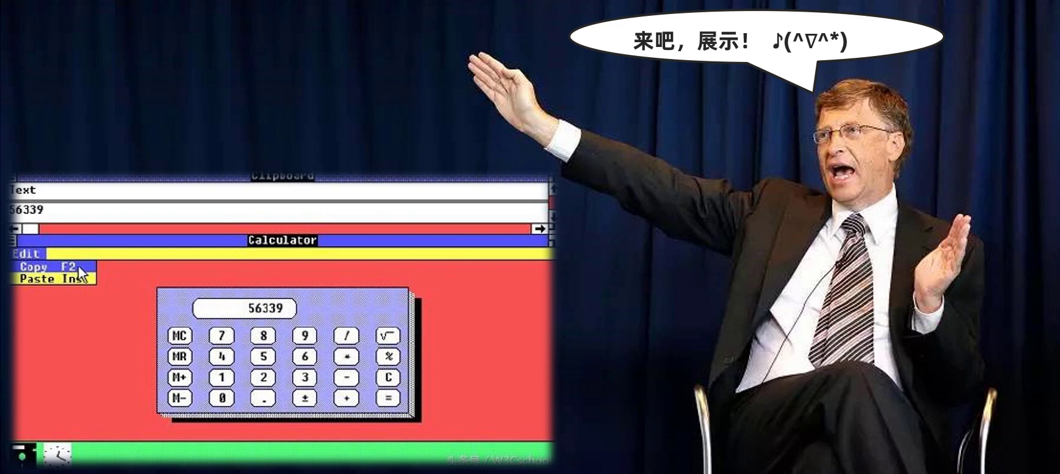 来吧，展示！ ♪(^∇^*)
Clipboard
Text
56339
Calculator
Edit
Copy F2
Paste Ins
56339
MC 7 8 9 / √
MR 4 5 6 * %
M+ 1 2 3 - C
M- 0 . ± + =